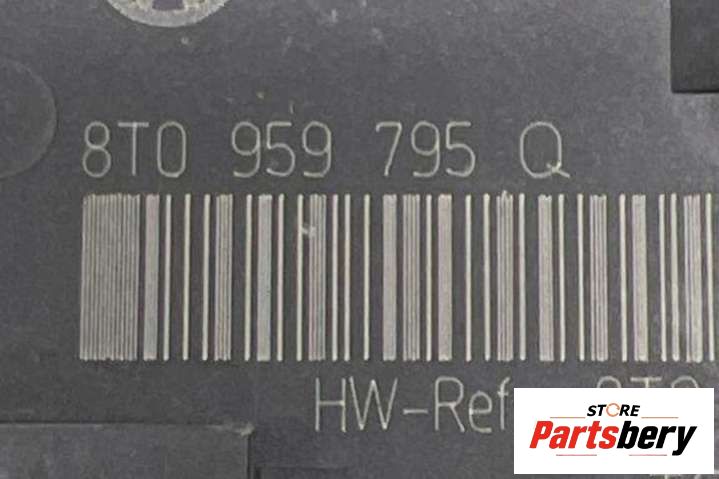 8T0 959 795 Q
HW-Ref
STORE
Partsbery